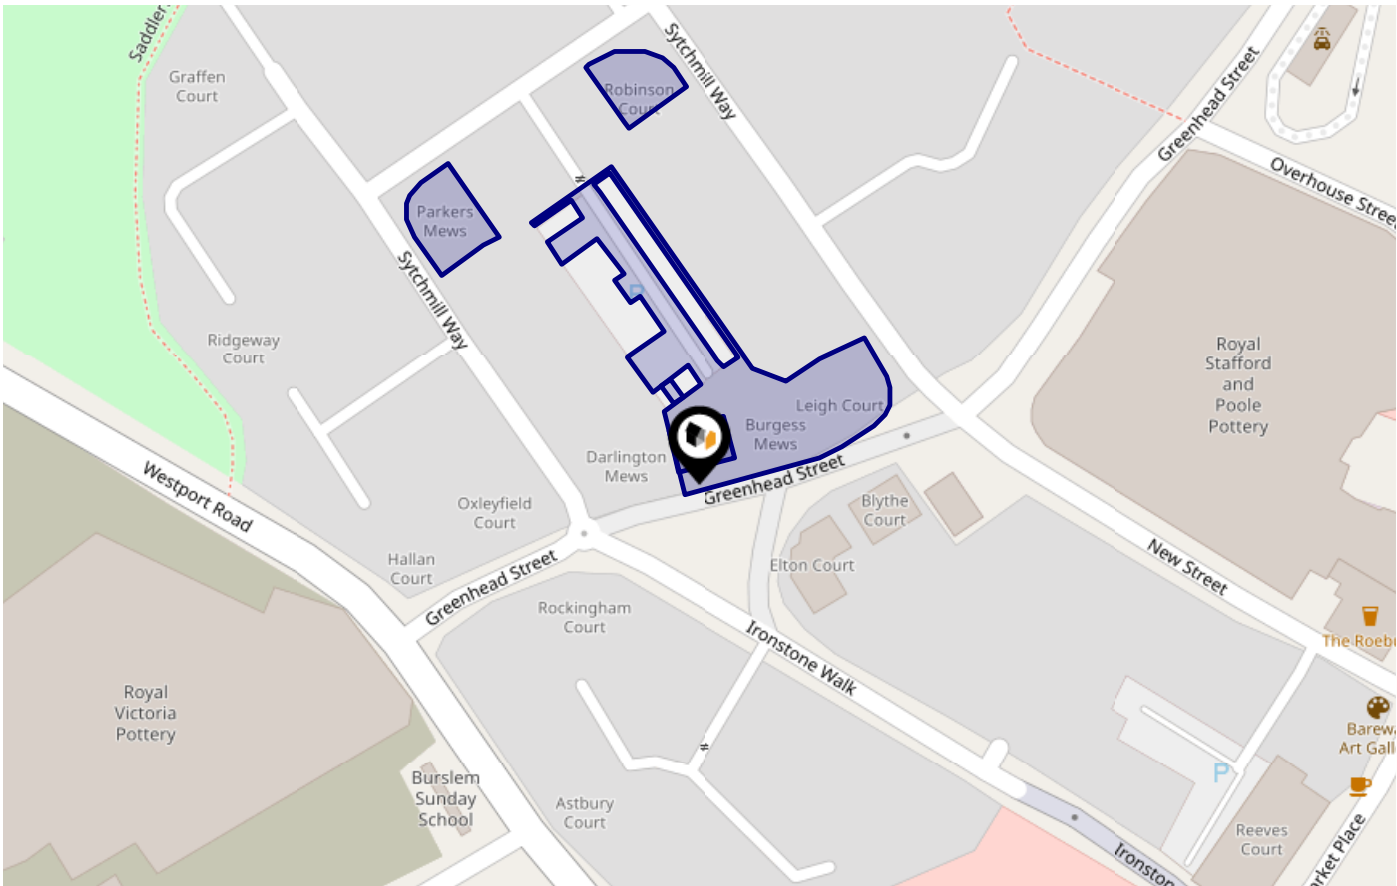 Saddler
Graffen
Court
Robinson
Court
Sytchmill Way
Greenhead Street
Overhouse Stree
Parkers
Mews
Sytchmill Way
P
Ridgeway
Court
Royal
Stafford
and
Poole
Pottery
Leigh Court
Burgess
Mews
Darlington
Mews
Greenhead Street
Westport Road
Oxleyfield
Court
Blythe
Court
Hallan
Court
Elton Court
Greenhead Street
New Street
Rockingham
Court
Ironstone Walk
The Roebu
Royal
Victoria
Pottery
Barewa
Art Galle
P
Burslem
Sunday
School
Astbury
Court
Reeves
Court
Ironston
rket Place